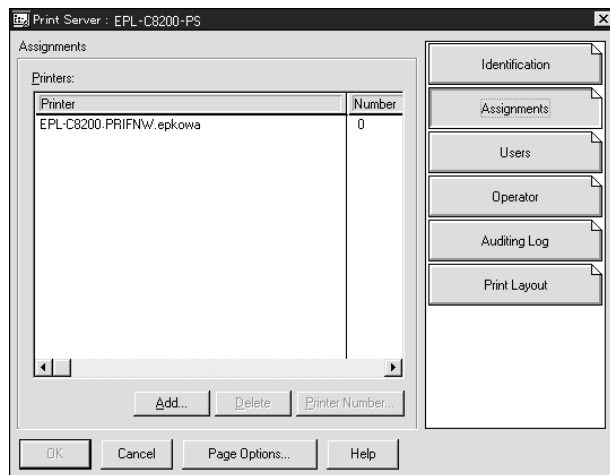 Print Server : EPL-C8200-PS
Assignments
Printers:
Printer Number
EPL-C8200.PRIFNW.epkowa 0
Add... Delete Printer Number...
OK Cancel Page Options... Help
Identification
Assignments
Users
Operator
Auditing Log
Print Layout